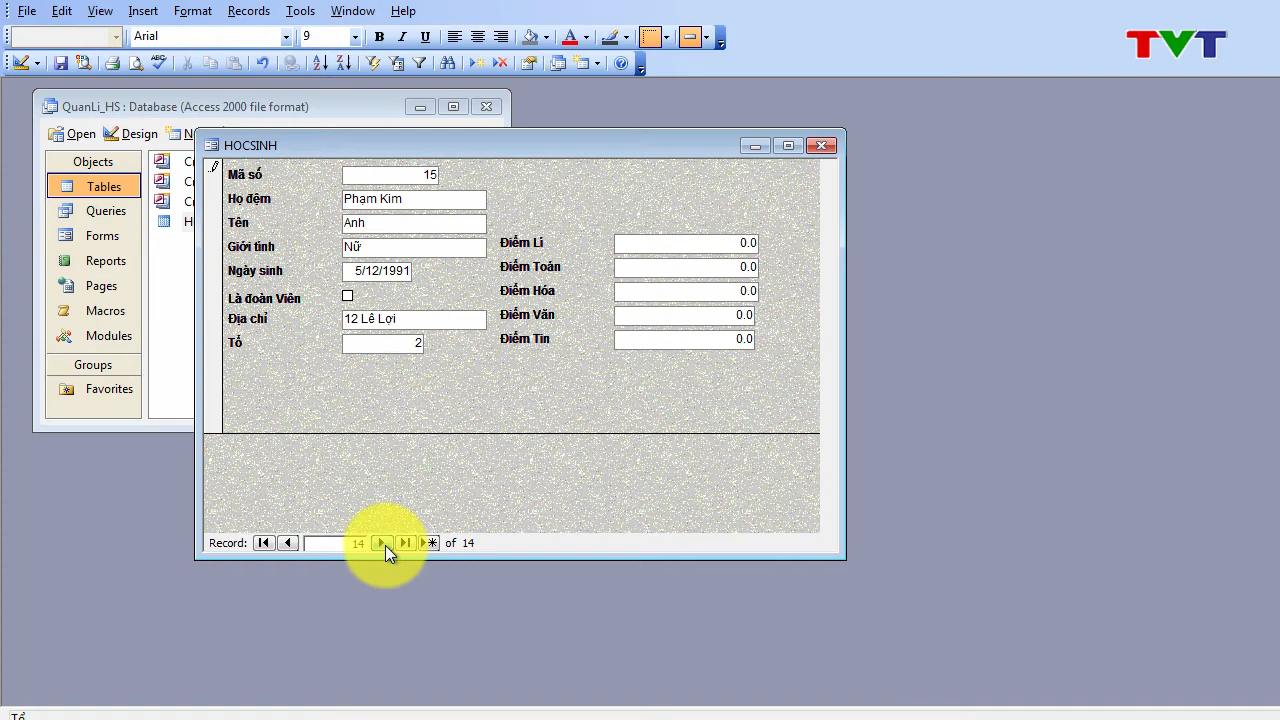 File Edit View Insert Format Records Tools Window Help
Arial 9 B I U A
TVT
QuanLi_HS : Database (Access 2000 file format)
Open Design
Objects
Tables
Queries
Forms
Reports
Pages
Macros
Modules
Groups
Favorites
HOCSINH
Mã số 15
Họ đệm Phạm Kim
Tên Anh
Giới tính Nữ
Ngày sinh 5/12/1991
Là đoàn Viên
Địa chỉ 12 Lê Lợi
Tổ 2
Điểm Lí 0.0
Điểm Toán 0.0
Điểm Hóa 0.0
Điểm Văn 0.0
Điểm Tin 0.0
Record: 14 of 14
Tổ